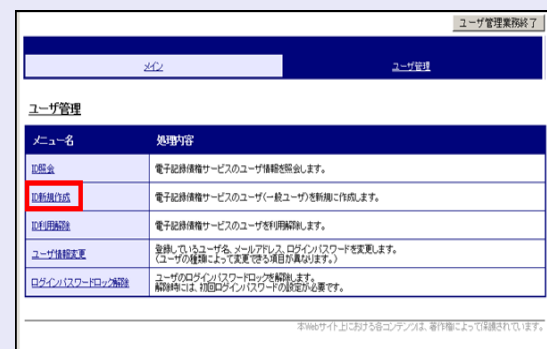 ユーザ管理業務終了
メイン ユーザ管理
ユーザ管理
メニュー名 処理内容
ID照会 電子記録債権サービスのユーザ情報を照会します。
ID新規作成 電子記録債権サービスのユーザ(一般ユーザ)を新規に作成します。
ID利用解除 電子記録債権サービスのユーザを利用解除します。
ユーザ情報変更 登録しているユーザ名、メールアドレス、ログインパスワードを変更します。
(ユーザの種類によって変更できる項目が異なります。)
ログインパスワードロック解除 ユーザのログインパスワードロックを解除します。
解除時には、初回ログインパスワードの設定が必要です。
本Webサイト上における各コンテンツは、著作権によって保護されています。